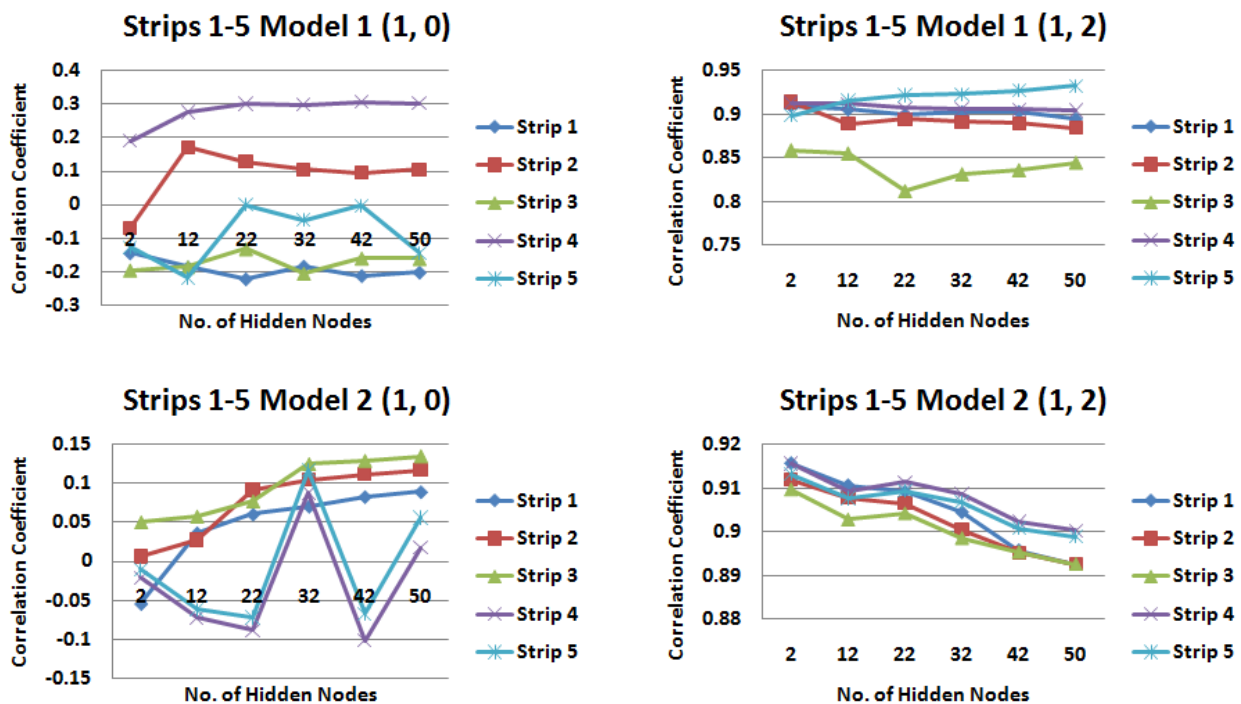 Strips 1-5 Model 1 (1, 0)
Correlation Coefficient
0.4
0.3
0.2
0.1
0
-0.1
-0.2
-0.3
2 12 22 32 42 50
No. of Hidden Nodes
Strip 1
Strip 2
Strip 3
Strip 4
Strip 5
Strips 1-5 Model 1 (1, 2)
Correlation Coefficient
0.95
0.9
0.85
0.8
0.75
2 12 22 32 42 50
No. of Hidden Nodes
Strip 1
Strip 2
Strip 3
Strip 4
Strip 5
Strips 1-5 Model 2 (1, 0)
Correlation Coefficient
0.15
0.1
0.05
0
-0.05
-0.1
-0.15
2 12 22 32 42 50
No. of Hidden Nodes
Strip 1
Strip 2
Strip 3
Strip 4
Strip 5
Strips 1-5 Model 2 (1, 2)
Correlation Coefficient
0.92
0.91
0.9
0.89
0.88
2 12 22 32 42 50
No. of Hidden Nodes
Strip 1
Strip 2
Strip 3
Strip 4
Strip 5